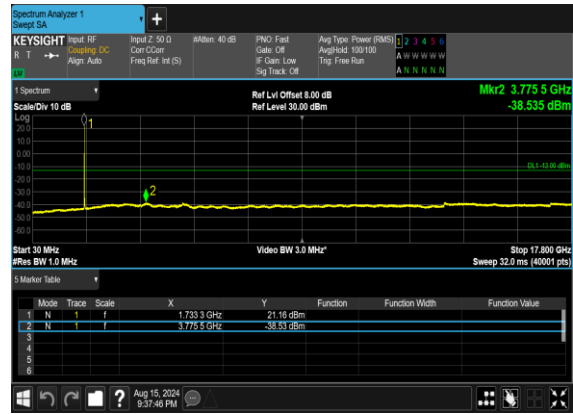 Spectrum Analyzer 1
Swept SA
+
KEYSIGHT Input: RF Input Z: 50 Ω #Atten: 40 dB PNO: Fast Avg Type: Power (RMS) 1 2 3 4 5 6
R T Coupling: DC Corr CCorr Gate: Off Avg|Hold: 100/100 A W W W W W
Align: Auto Freq Ref: Int (S) IF Gain: Low Trig: Free Run
LW Sig Track: Off A N N N N N
1 Spectrum Ref Lvl Offset 8.00 dB Mkr2 3.775 5 GHz
Scale/Div 10 dB Ref Level 30.00 dBm -38.535 dBm
Log
1
20.0
10.0
0.00
-10.0
DL1 -13.00 dBm
-20.0
-30.0
2
-40.0
-50.0
-60.0
Start 30 MHz Video BW 3.0 MHz* Stop 17.800 GHz
#Res BW 1.0 MHz Sweep 32.0 ms (40001 pts)
5 Marker Table
Mode Trace Scale X Y Function Function Width Function Value
1 N 1 f 1.733 3 GHz 21.16 dBm
2 N 1 f 3.775 5 GHz -38.53 dBm
3
4
5
6
? Aug 15, 2024
9:37:46 PM